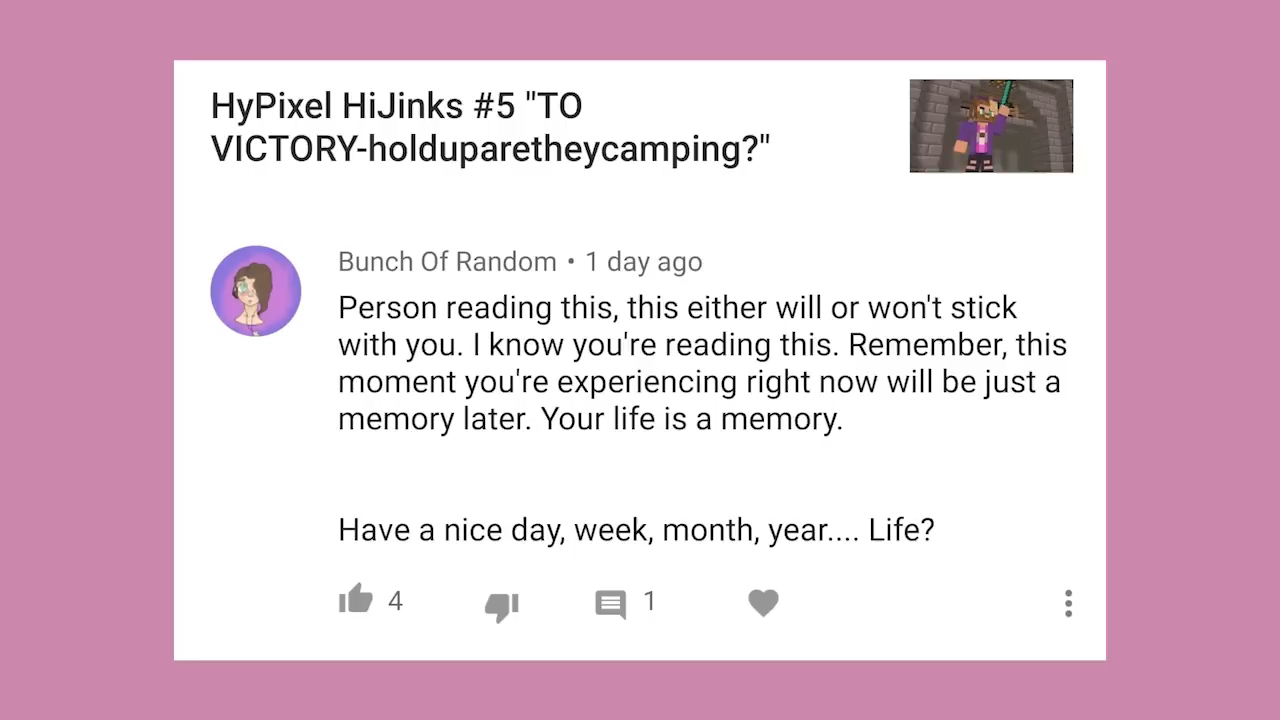 HyPixel HiJinks #5 "TO
VICTORY-holduparetheycamping?"
Bunch Of Random • 1 day ago
Person reading this, this either will or won't stick
with you. I know you're reading this. Remember, this
moment you're experiencing right now will be just a
memory later. Your life is a memory.
Have a nice day, week, month, year.... Life?
4
1